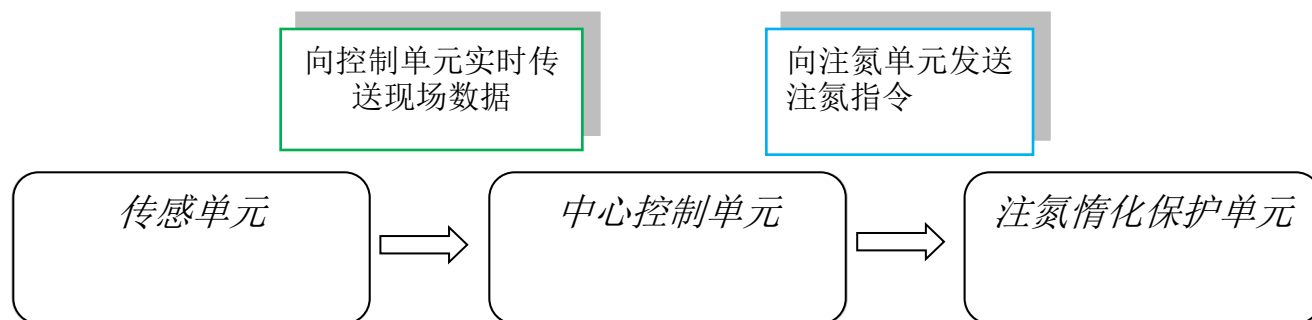 向控制单元实时传
送现场数据
向注氮单元发送
注氮指令
传感单元
中心控制单元
注氮惰化保护单元